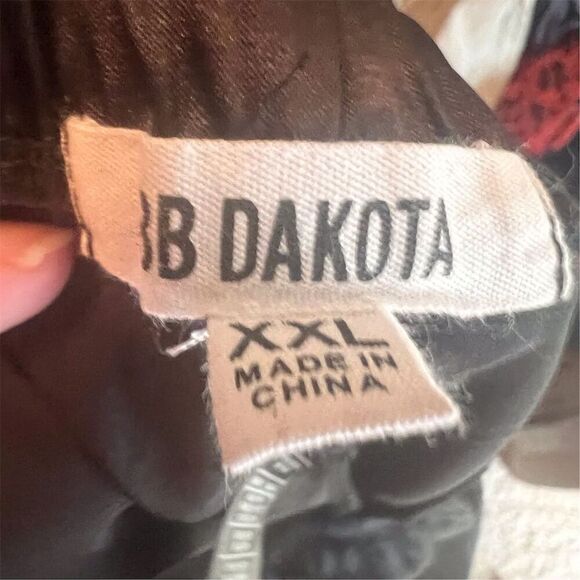 BB DAKOTA
XXL
MADE IN
CHINA